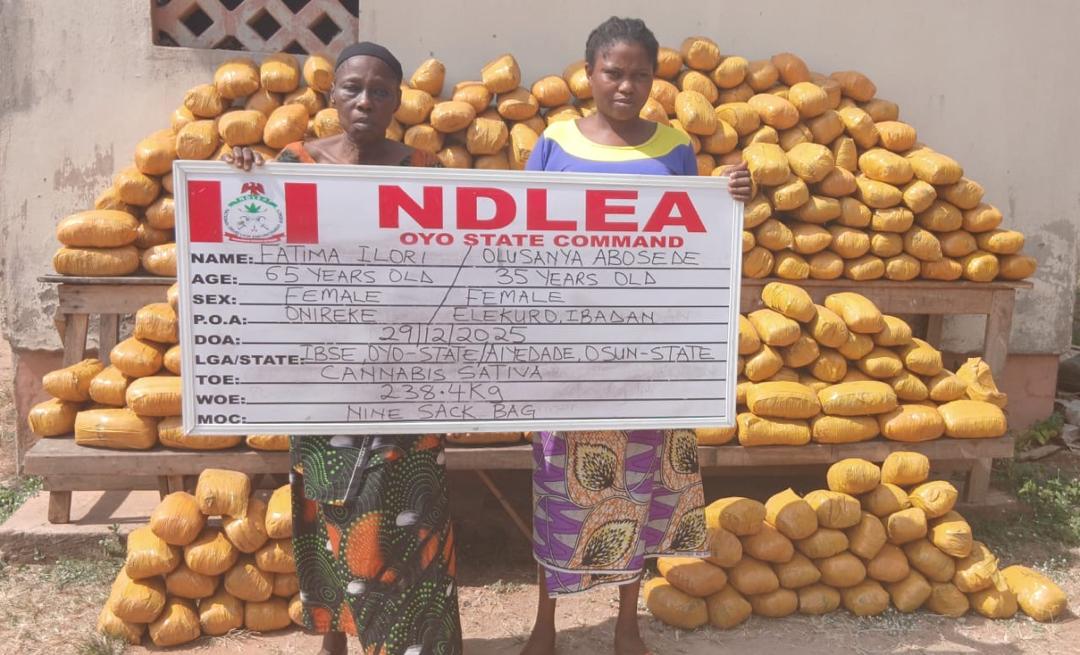 NDLEA
OYO STATE COMMAND
NAME: FATIMA ILORI / OLUSANYA ABOSEDE
AGE: 65 YEARS OLD 35 YEARS OLD
SEX: FEMALE FEMALE
P.O.A: ONIREKE ELEKURO, IBADAN
DOA: 29/12/2025
LGA/STATE: IBSE, OYO-STATE/AIYEDADE, OSUN-STATE
TOE: CANNABIS SATIVA
WOE: 238.4Kg
MOC: NINE SACK BAG